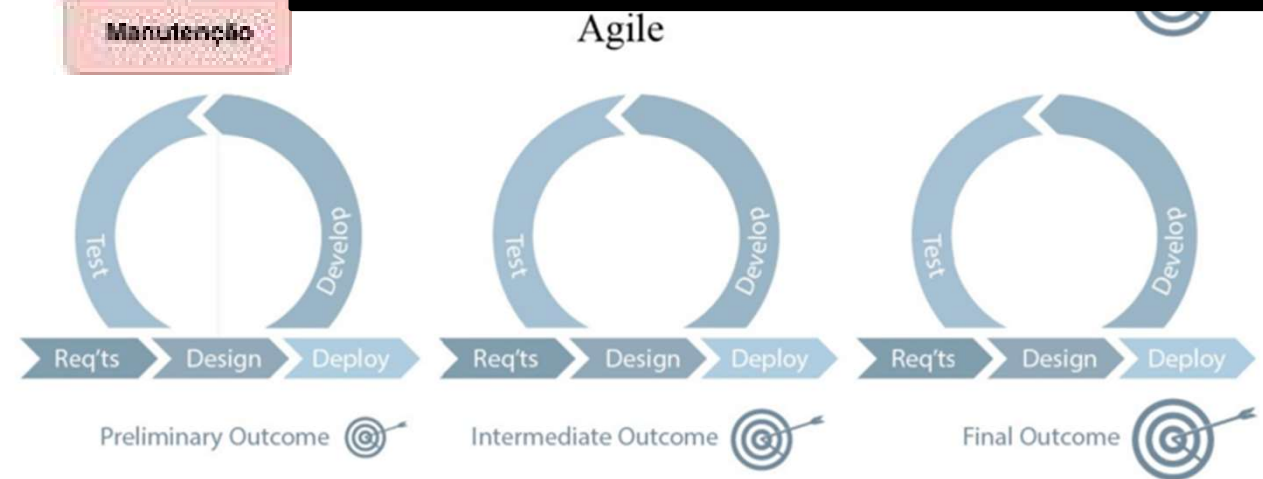 Manutenção
Agile
Test
Develop
Test
Develop
Test
Develop
Req'ts
Design
Deploy
Req'ts
Design
Deploy
Req'ts
Design
Deploy
Preliminary Outcome
Intermediate Outcome
Final Outcome